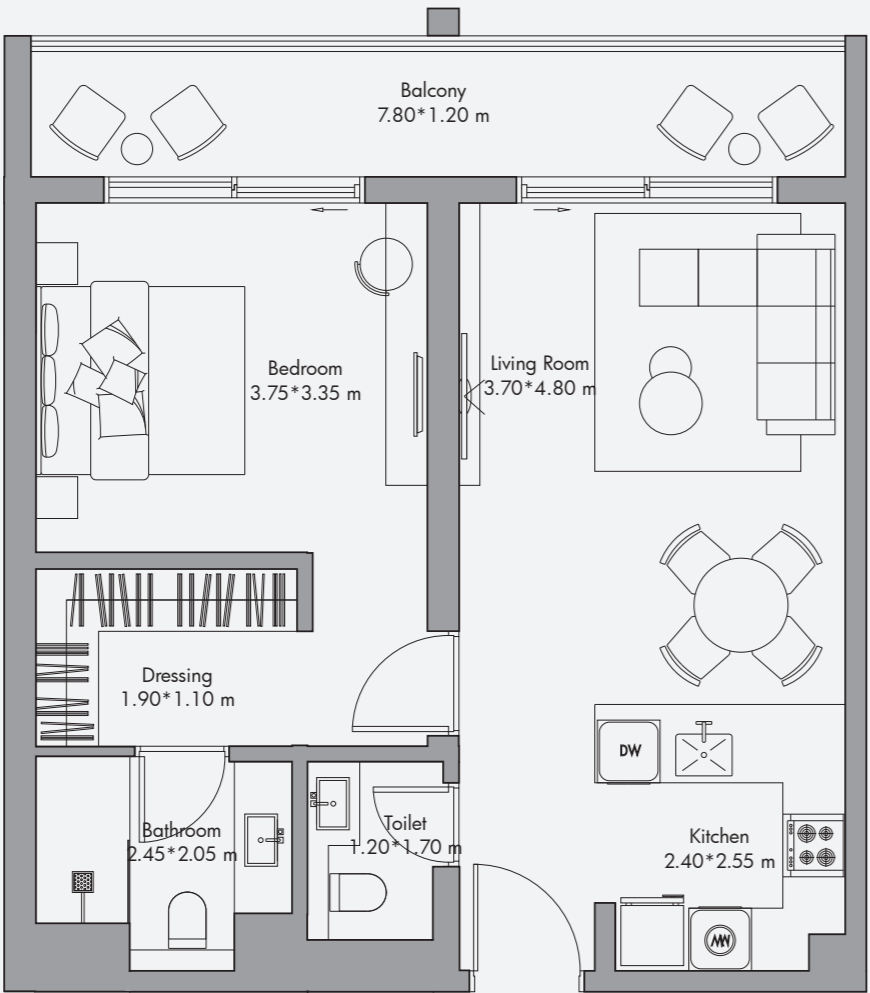 Balcony
7.80*1.20 m
Bedroom
3.75*3.35 m
Living Room
3.70*4.80 m
Dressing
1.90*1.10 m
DW
Bathroom
2.45*2.05 m
Toilet
1.20*1.70 m
Kitchen
2.40*2.55 m
MW